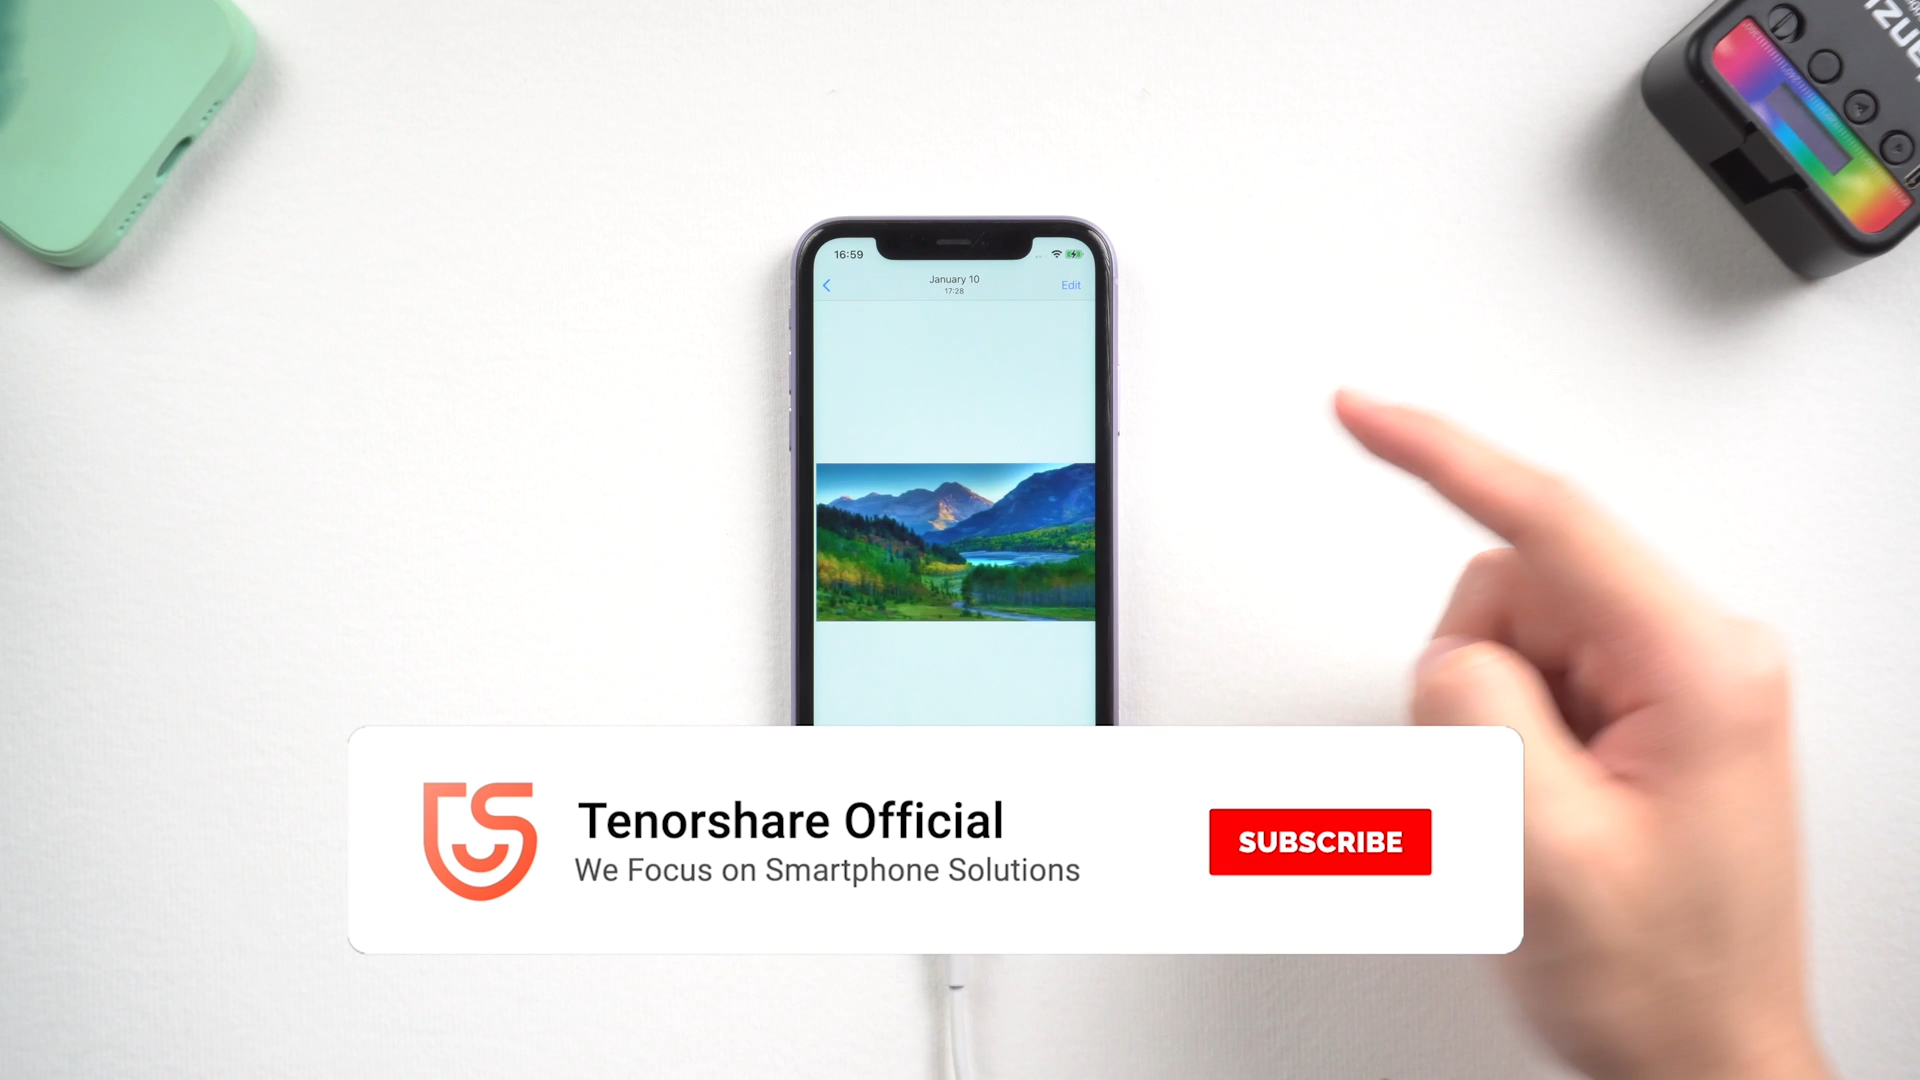 16:59
January 10
17:28
Edit
Tenorshare Official
We Focus on Smartphone Solutions
SUBSCRIBE